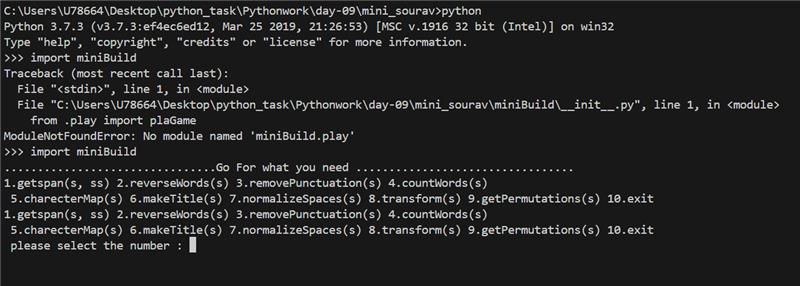 C:\Users\U78664\Desktop\python_task\Pythonwork\day-09\mini_sourav>python
Python 3.7.3 (v3.7.3:ef4ec6ed12, Mar 25 2019, 21:26:53) [MSC v.1916 32 bit (Intel)] on win32
Type "help", "copyright", "credits" or "license" for more information.
>>> import miniBuild
Traceback (most recent call last):
  File "<stdin>", line 1, in <module>
  File "C:\Users\U78664\Desktop\python_task\Pythonwork\day-09\mini_sourav\miniBuild\__init__.py", line 1, in <module>
    from .play import plaGame
ModuleNotFoundError: No module named 'miniBuild.play'
>>> import miniBuild
...............................Go For what you need ................................
1.getspan(s, ss) 2.reverseWords(s) 3.removePunctuation(s) 4.countWords(s)
 5.charecterMap(s) 6.makeTitle(s) 7.normalizeSpaces(s) 8.transform(s) 9.getPermutations(s) 10.exit
1.getspan(s, ss) 2.reverseWords(s) 3.removePunctuation(s) 4.countWords(s)
 5.charecterMap(s) 6.makeTitle(s) 7.normalizeSpaces(s) 8.transform(s) 9.getPermutations(s) 10.exit
 please select the number :